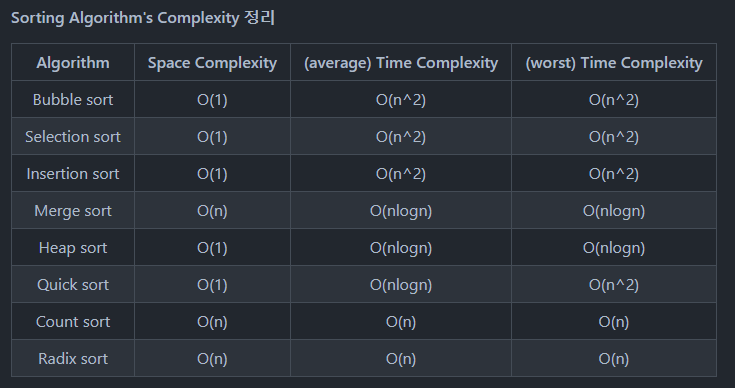 Sorting Algorithm's Complexity 정리
Algorithm Space Complexity (average) Time Complexity (worst) Time Complexity
Bubble sort O(1) O(n^2) O(n^2)
Selection sort O(1) O(n^2) O(n^2)
Insertion sort O(1) O(n^2) O(n^2)
Merge sort O(n) O(nlogn) O(nlogn)
Heap sort O(1) O(nlogn) O(nlogn)
Quick sort O(1) O(nlogn) O(n^2)
Count sort O(n) O(n) O(n)
Radix sort O(n) O(n) O(n)